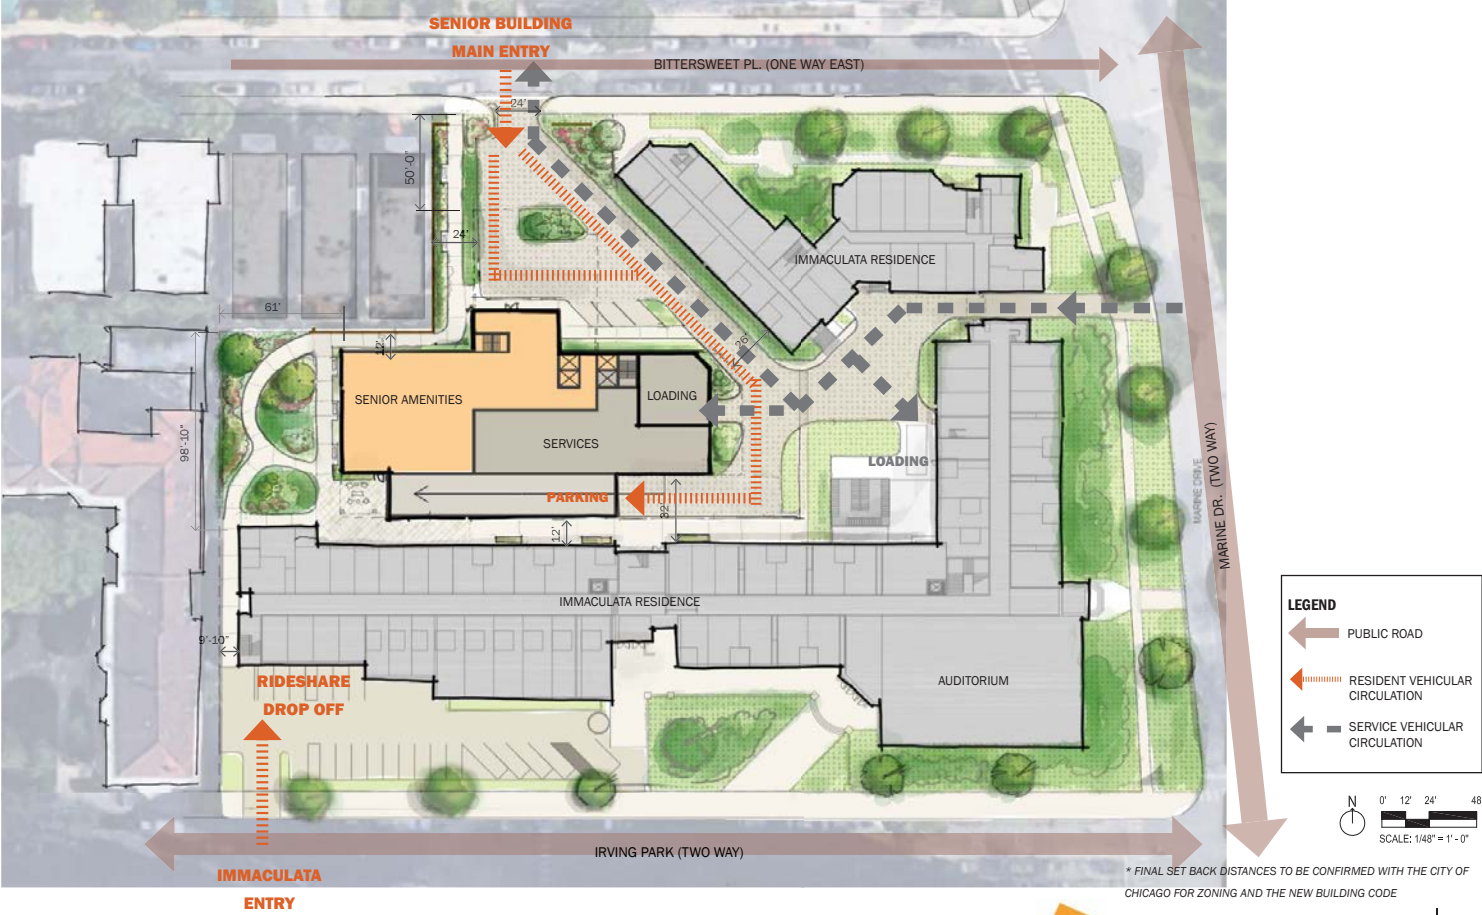 SENIOR BUILDING
MAIN ENTRY
BITTERSWEET PL. (ONE WAY EAST)
24'
50'-0"
24'
IMMACULATA RESIDENCE
61'
12'
26'
SENIOR AMENITIES
LOADING
SERVICES
98'-10"
LOADING
PARKING
32'
12'
MARINE DRIVE
MARINE DR. (TWO WAY)
IMMACULATA RESIDENCE
9'-10"
RIDESHARE
DROP OFF
AUDITORIUM
IRVING PARK (TWO WAY)
IMMACULATA
ENTRY
LEGEND
PUBLIC ROAD
RESIDENT VEHICULAR
CIRCULATION
SERVICE VEHICULAR
CIRCULATION
N
0' 12' 24' 48
SCALE: 1/48" = 1' - 0"
* FINAL SET BACK DISTANCES TO BE CONFIRMED WITH THE CITY OF
CHICAGO FOR ZONING AND THE NEW BUILDING CODE